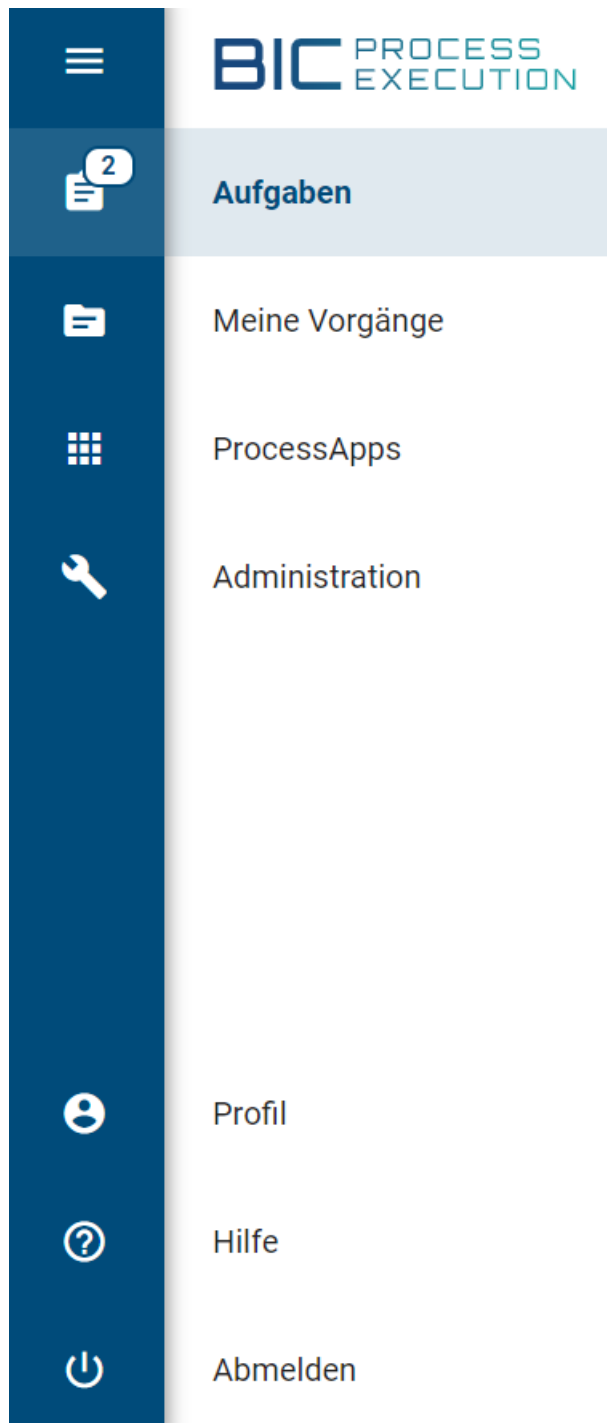 BIC PROCESS
EXECUTION
2
Aufgaben
Meine Vorgänge
ProcessApps
Administration
Profil
Hilfe
Abmelden